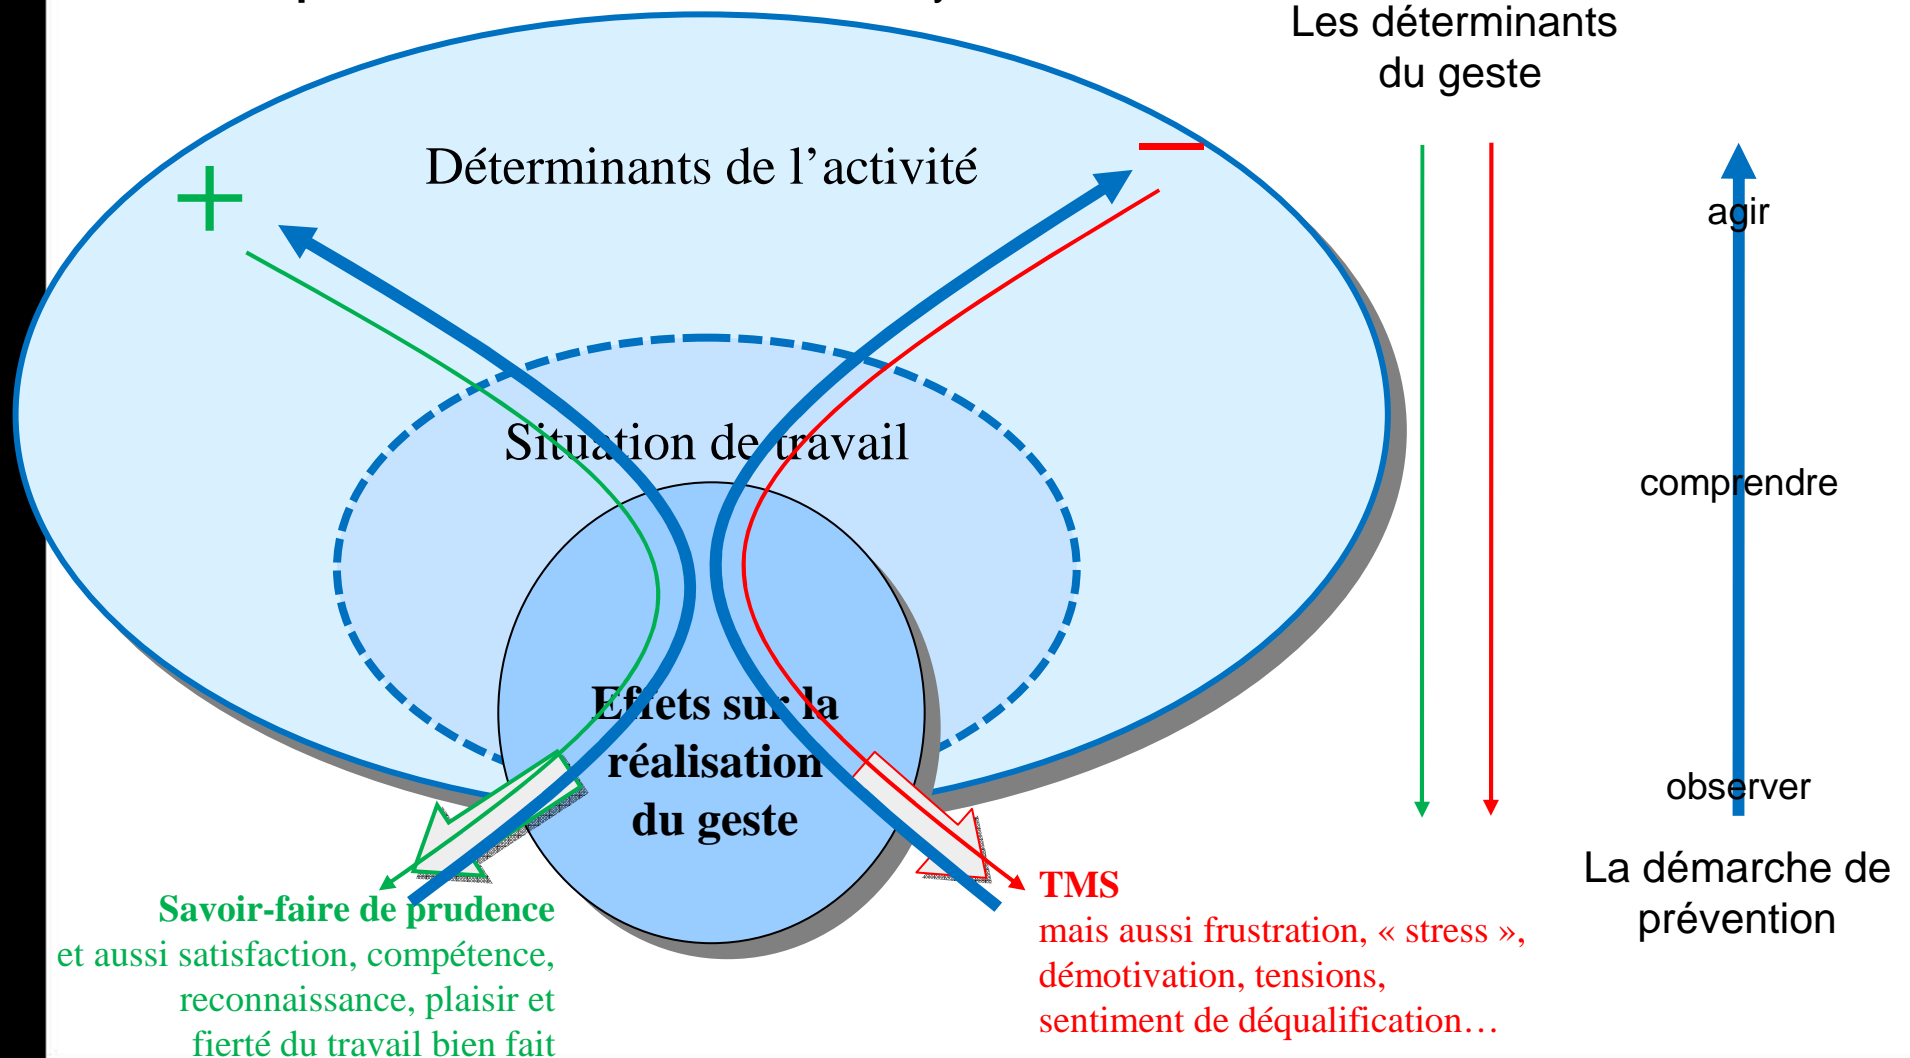 Les déterminants
du geste
Déterminants de l’activité
+
–
agir
Situation de travail
comprendre
Effets sur la
réalisation
du geste
observer
La démarche de
prévention
Savoir-faire de prudence
et aussi satisfaction, compétence,
reconnaissance, plaisir et
fierté du travail bien fait
TMS
mais aussi frustration, « stress »,
démotivation, tensions,
sentiment de déqualification…